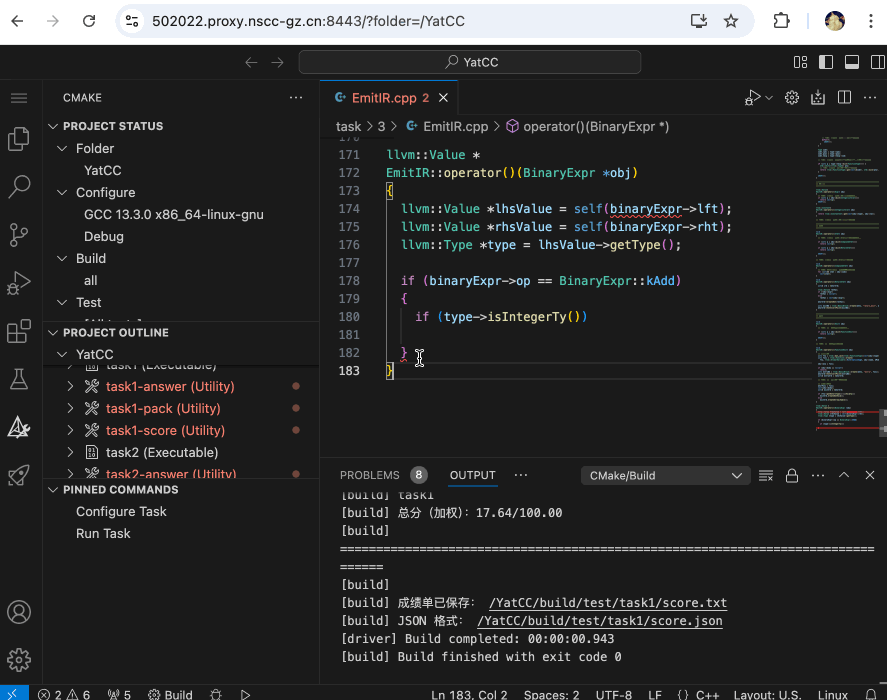 502022.proxy.nscc-gz.cn:8443/?folder=/YatCC
YatCC
CMAKE
PROJECT STATUS
Folder
YatCC
Configure
GCC 13.3.0 x86_64-linux-gnu
Debug
Build
all
Test
PROJECT OUTLINE
YatCC
task1 (Executable)
task1-answer (Utility)
task1-pack (Utility)
task1-score (Utility)
task2 (Executable)
task2-answer (Utility)
PINNED COMMANDS
Configure Task
Run Task
EmitIR.cpp 2
task > 3 > EmitIR.cpp > operator()(BinaryExpr *)
170
171 llvm::Value *
172 EmitIR::operator()(BinaryExpr *obj)
173 {
174 llvm::Value *lhsValue = self(binaryExpr->lft);
175 llvm::Value *rhsValue = self(binaryExpr->rht);
176 llvm::Type *type = lhsValue->getType();
177
178 if (binaryExpr->op == BinaryExpr::kAdd)
179 {
180 if (type->isIntegerTy())
181
182 }
183 }
PROBLEMS 8 OUTPUT ··· CMake/Build
[build] task1
[build] 总分（加权）: 17.64/100.00
[build]
==========================================================================
======
[build]
[build] 成绩单已保存: /YatCC/build/test/task1/score.txt
[build] JSON 格式: /YatCC/build/test/task1/score.json
[driver] Build completed: 00:00:00.943
[build] Build finished with exit code 0
2 6 5 Build Ln 183, Col 2 Spaces: 2 UTF-8 LF {} C++ Layout: U.S. Linux